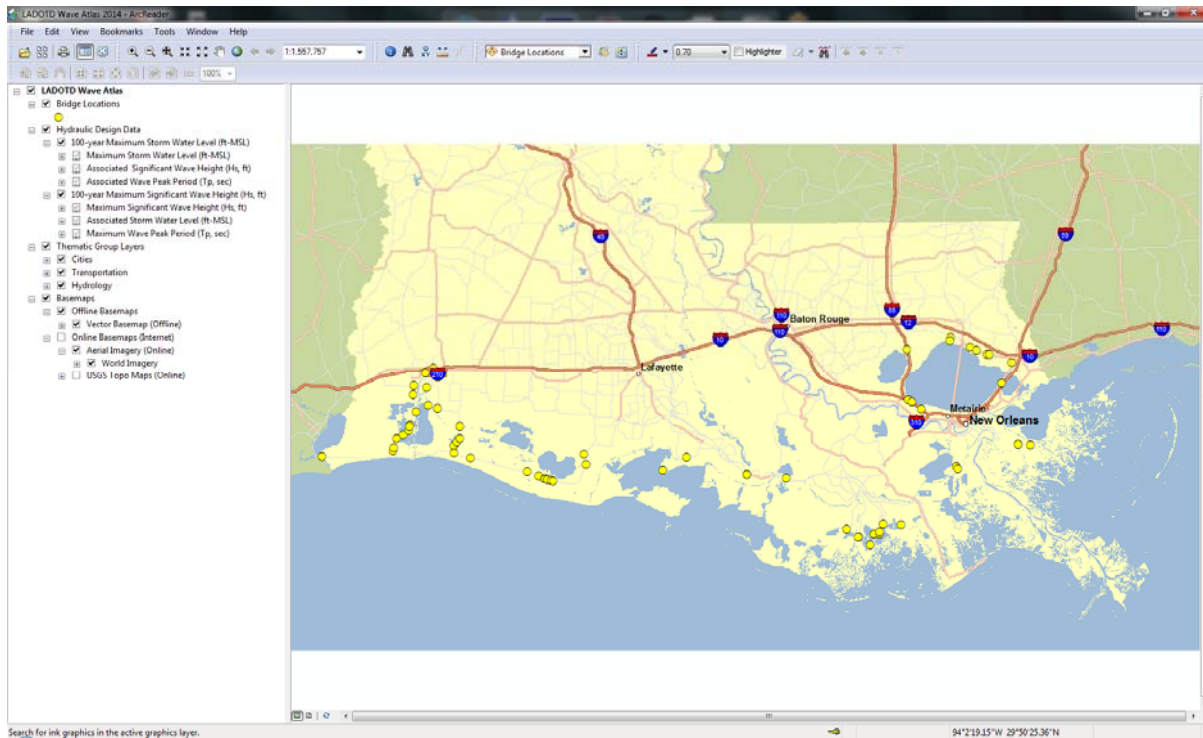 LADOTD Wave Atlas 2014 - ArcReader
File Edit View Bookmarks Tools Window Help
1:1,557,757 Bridge Locations 0.70 Highlighter
100%
LADOTD Wave Atlas
Bridge Locations
Hydraulic Design Data
100-year Maximum Storm Water Level (ft-MSL)
Maximum Storm Water Level (ft-MSL)
Associated Significant Wave Height (Hs, ft)
Associated Wave Peak Period (Tp, sec)
100-year Maximum Significant Wave Height (Hs, ft)
Maximum Significant Wave Height (Hs, ft)
Associated Storm Water Level (ft-MSL)
Maximum Wave Peak Period (Tp, sec)
Thematic Group Layers
Cities
Transportation
Hydrology
Basemaps
Offline Basemaps
Vector Basemap (Offline)
Online Basemaps (Internet)
Aerial Imagery (Online)
World Imagery
USGS Topo Maps (Online)
49
59
55
110
Baton Rouge
12
110
110
10
10
Lafayette
210
Metairie
310
New Orleans
Search for ink graphics in the active graphics layer.
94°2'19.15"W 29°50'25.36"N